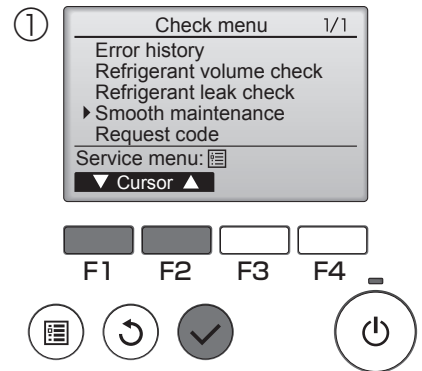 ①
Check menu 1/1
Error history
Refrigerant volume check
Refrigerant leak check
Smooth maintenance
Request code
Service menu:
▼ Cursor ▲
F1 F2 F3 F4